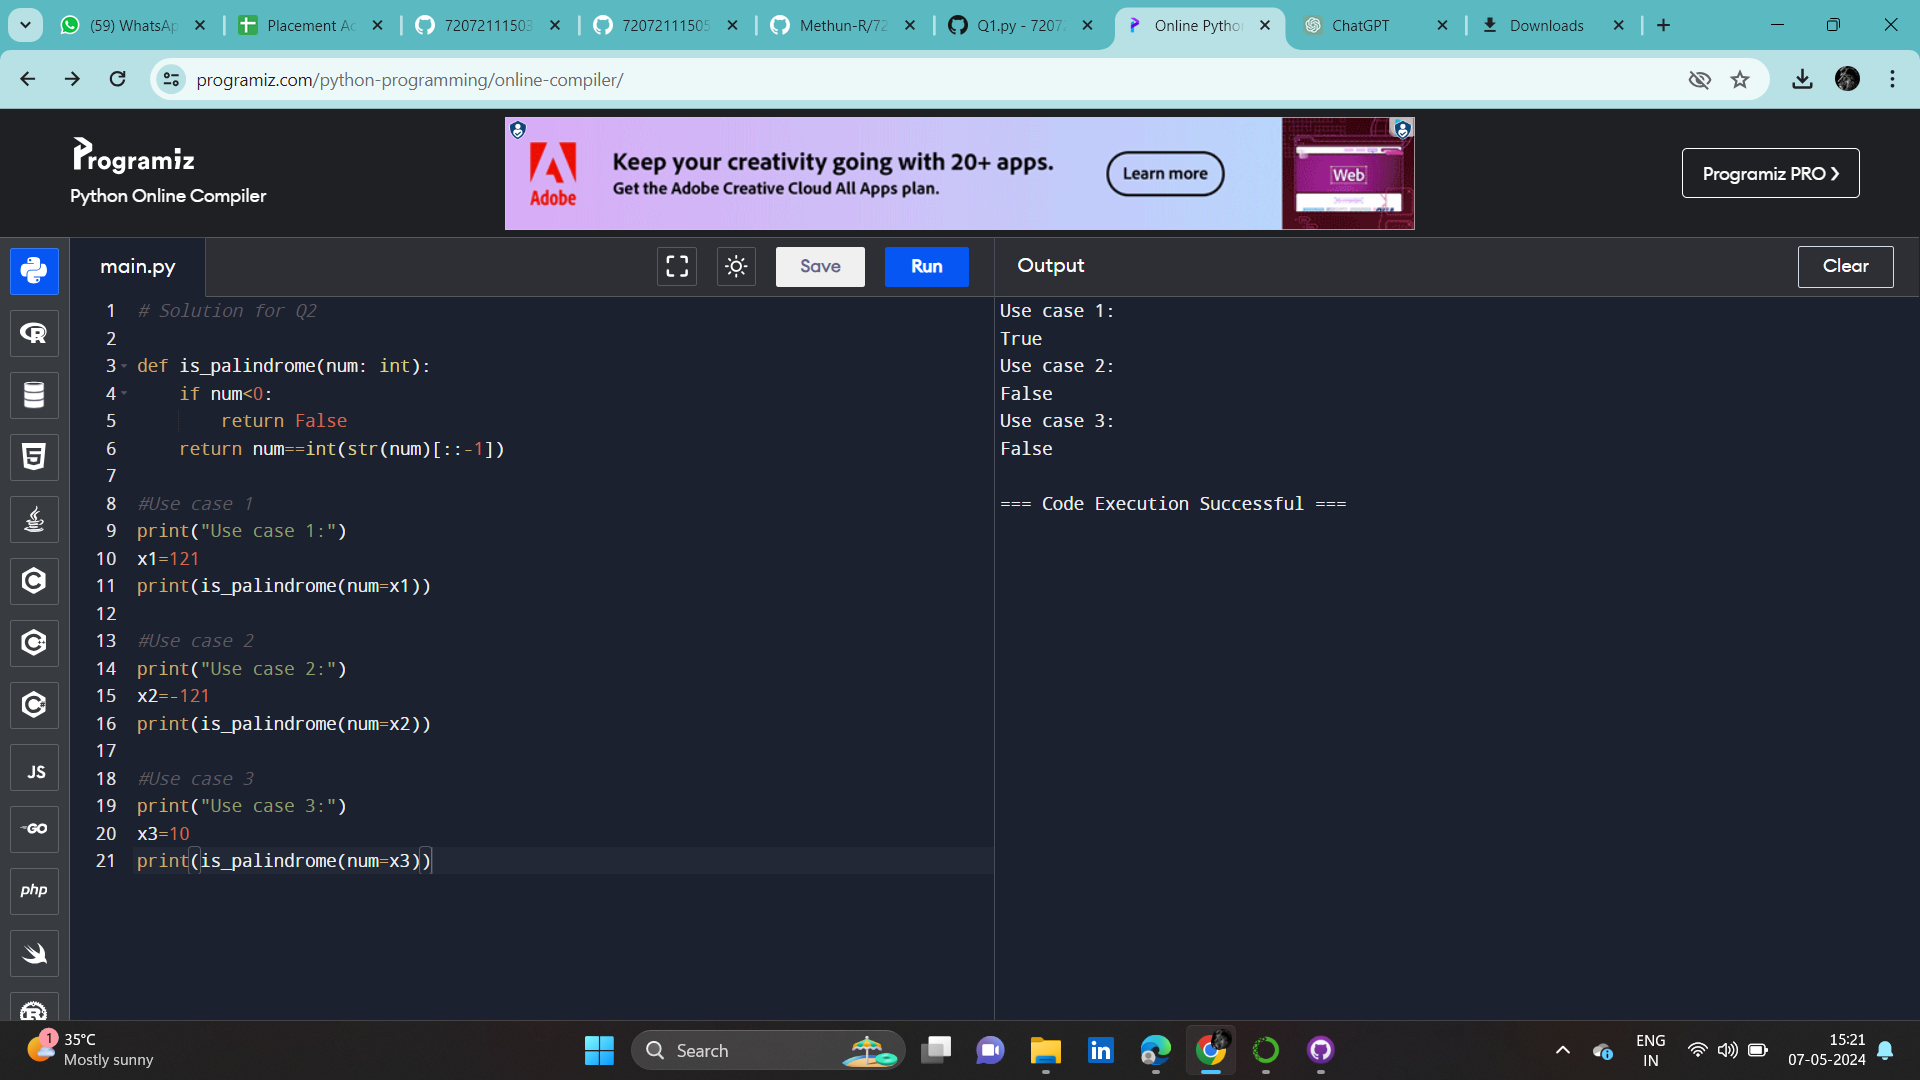 (59) WhatsAp
Placement Ac
72072111503
72072111505
Methun-R/72
Q1.py - 7207
Online Pytho
ChatGPT
Downloads
programiz.com/python-programming/online-compiler/
Programiz
Python Online Compiler
Adobe
Keep your creativity going with 20+ apps.
Get the Adobe Creative Cloud All Apps plan.
Learn more
Web
Programiz PRO
main.py
Save
Run
Output
Clear
1 # Solution for Q2
2
3 def is_palindrome(num: int):
4 if num<0:
5 return False
6 return num==int(str(num)[::-1])
7
8 #Use case 1
9 print("Use case 1:")
10 x1=121
11 print(is_palindrome(num=x1))
12
13 #Use case 2
14 print("Use case 2:")
15 x2=-121
16 print(is_palindrome(num=x2))
17
18 #Use case 3
19 print("Use case 3:")
20 x3=10
21 print(is_palindrome(num=x3))
Use case 1:
True
Use case 2:
False
Use case 3:
False
=== Code Execution Successful ===
JS
GO
php
1
35°C
Mostly sunny
Search
in
ENG
IN
15:21
07-05-2024